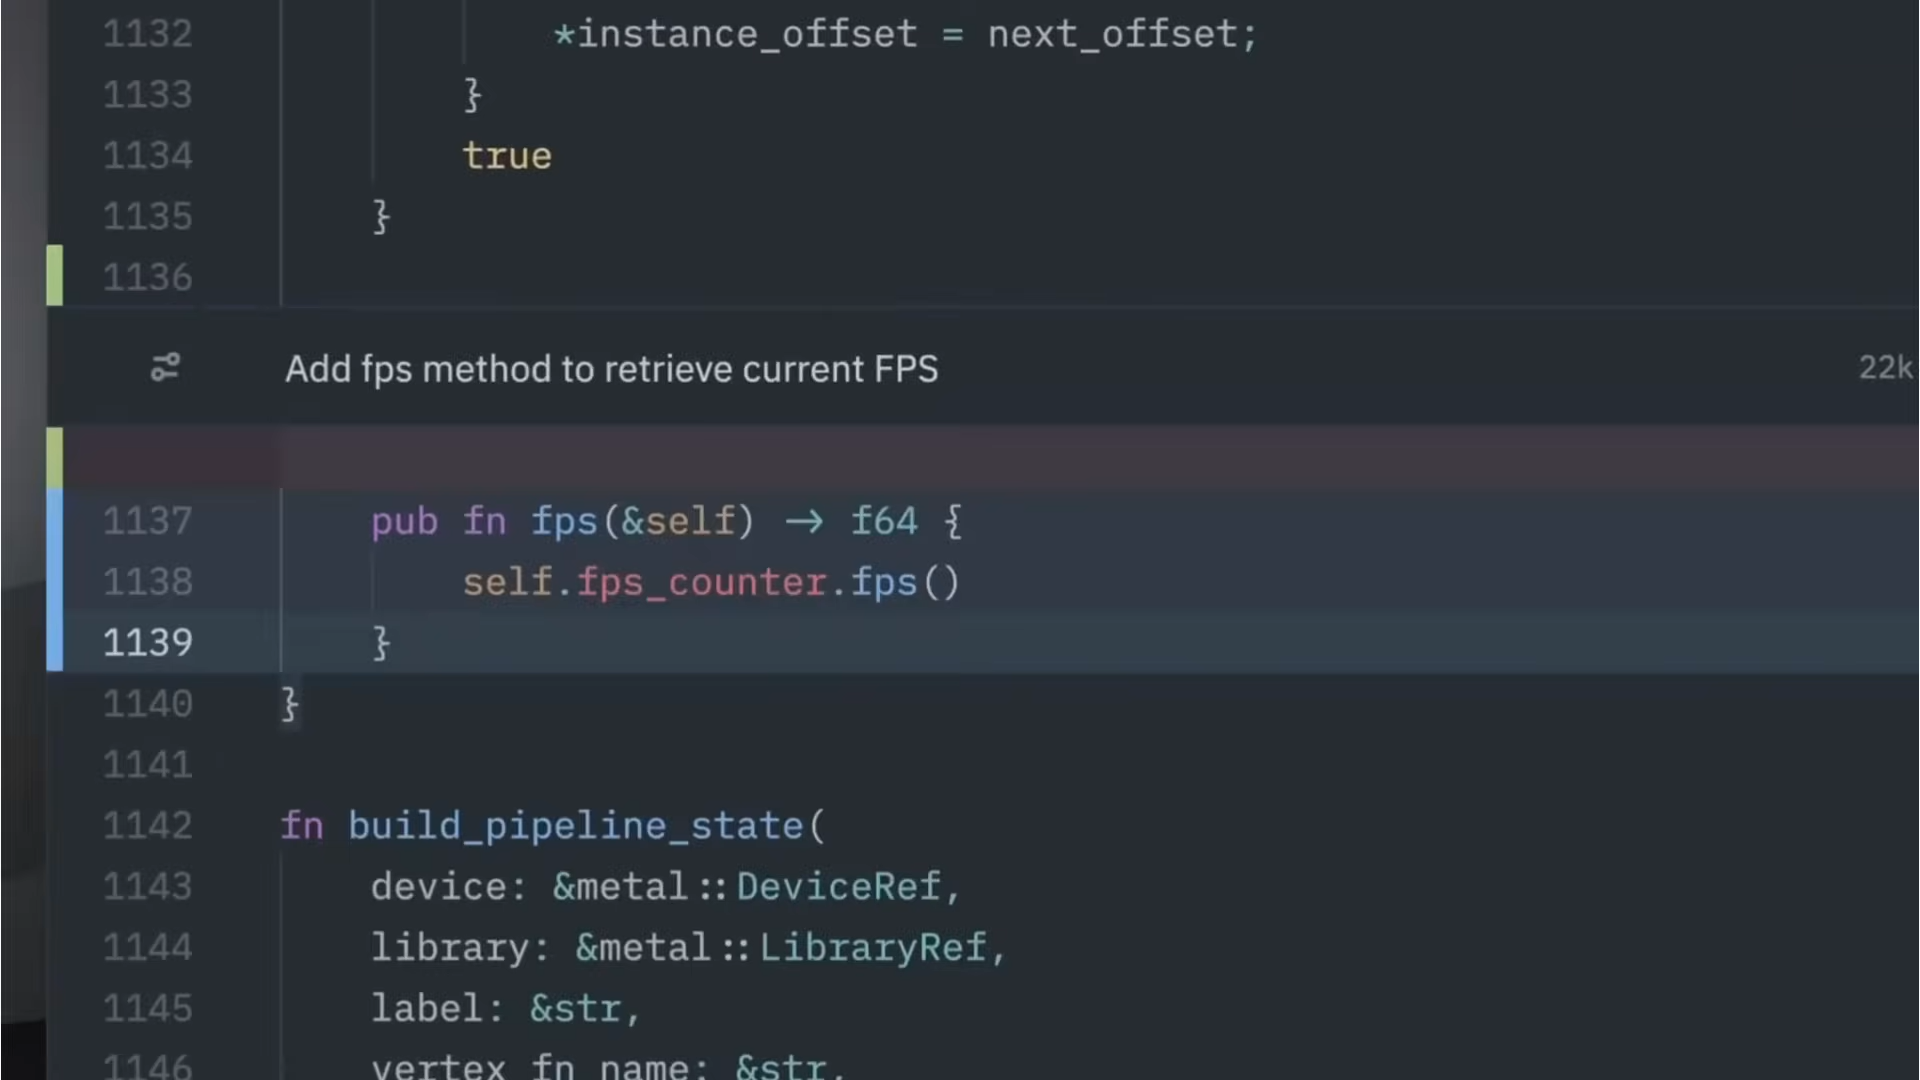 1132 *instance_offset = next_offset;
1133 }
1134 true
1135 }
1136
Add fps method to retrieve current FPS 22k
1137 pub fn fps(&self) → f64 {
1138 self.fps_counter.fps()
1139 }
1140 }
1141
1142 fn build_pipeline_state(
1143 device: &metal::DeviceRef,
1144 library: &metal::LibraryRef,
1145 label: &str,
1146 vertex_fn_name: &str,